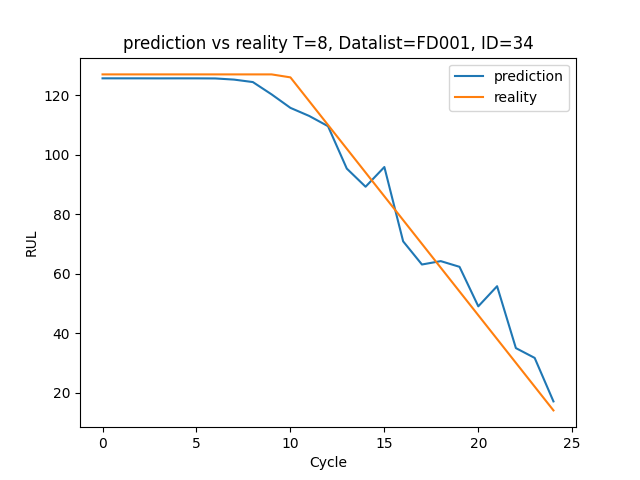 prediction vs reality T=8, Datalist=FD001, ID=34
prediction
reality
RUL
120
100
80
60
40
20
0 5 10 15 20 25
Cycle